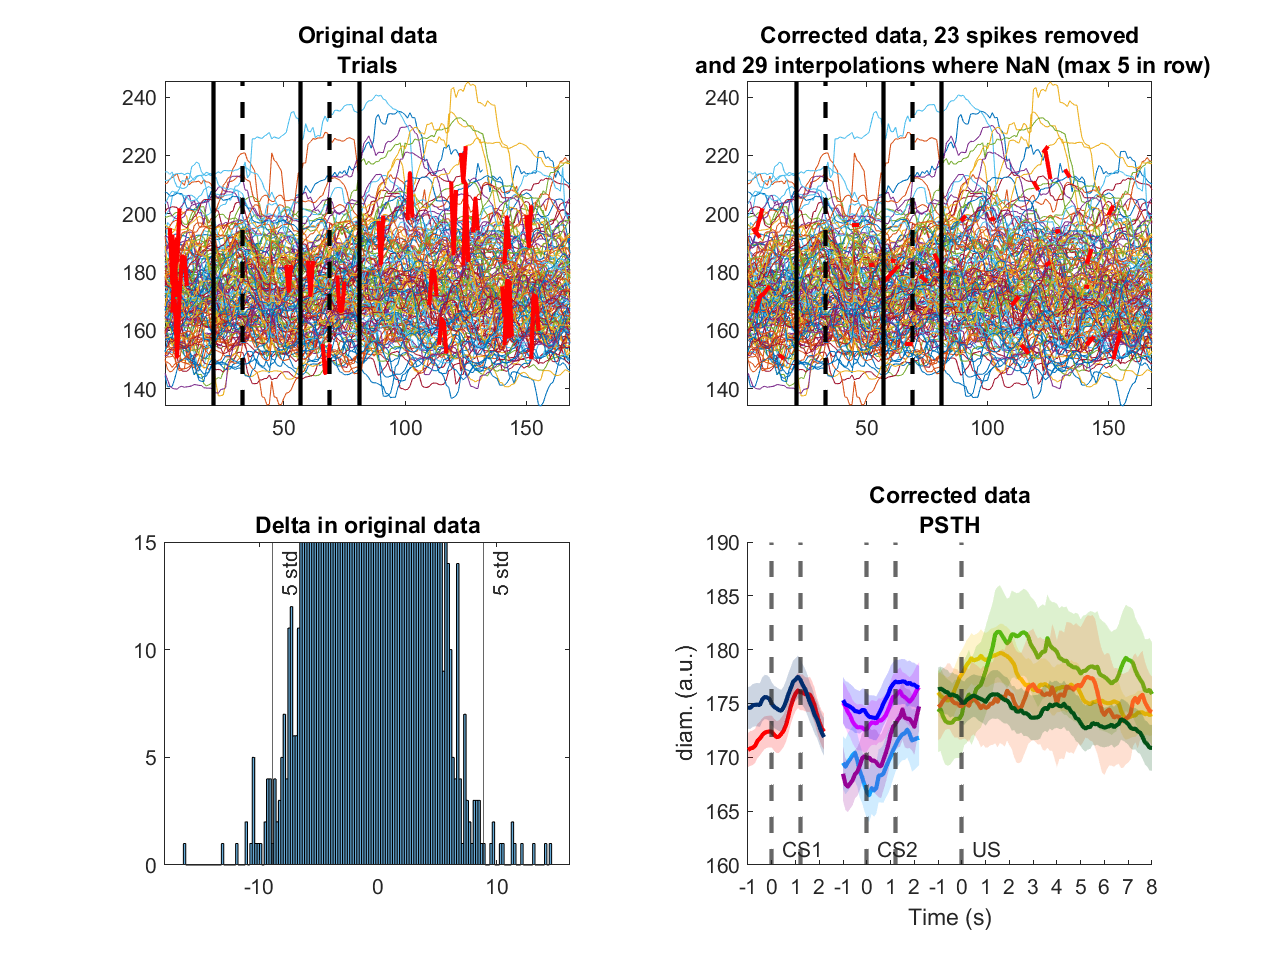 Original data
Trials
240
220
200
180
160
140
50 100 150
Corrected data, 23 spikes removed
and 29 interpolations where NaN (max 5 in row)
240
220
200
180
160
140
50 100 150
Delta in original data
15
10
5
0
5 std
5 std
-10 0 10
Corrected data
PSTH
diam. (a.u.)
190
185
180
175
170
165
160
CS1 CS2 US
-1 0 1 2 -1 0 1 2 -1 0 1 2 3 4 5 6 7 8
Time (s)